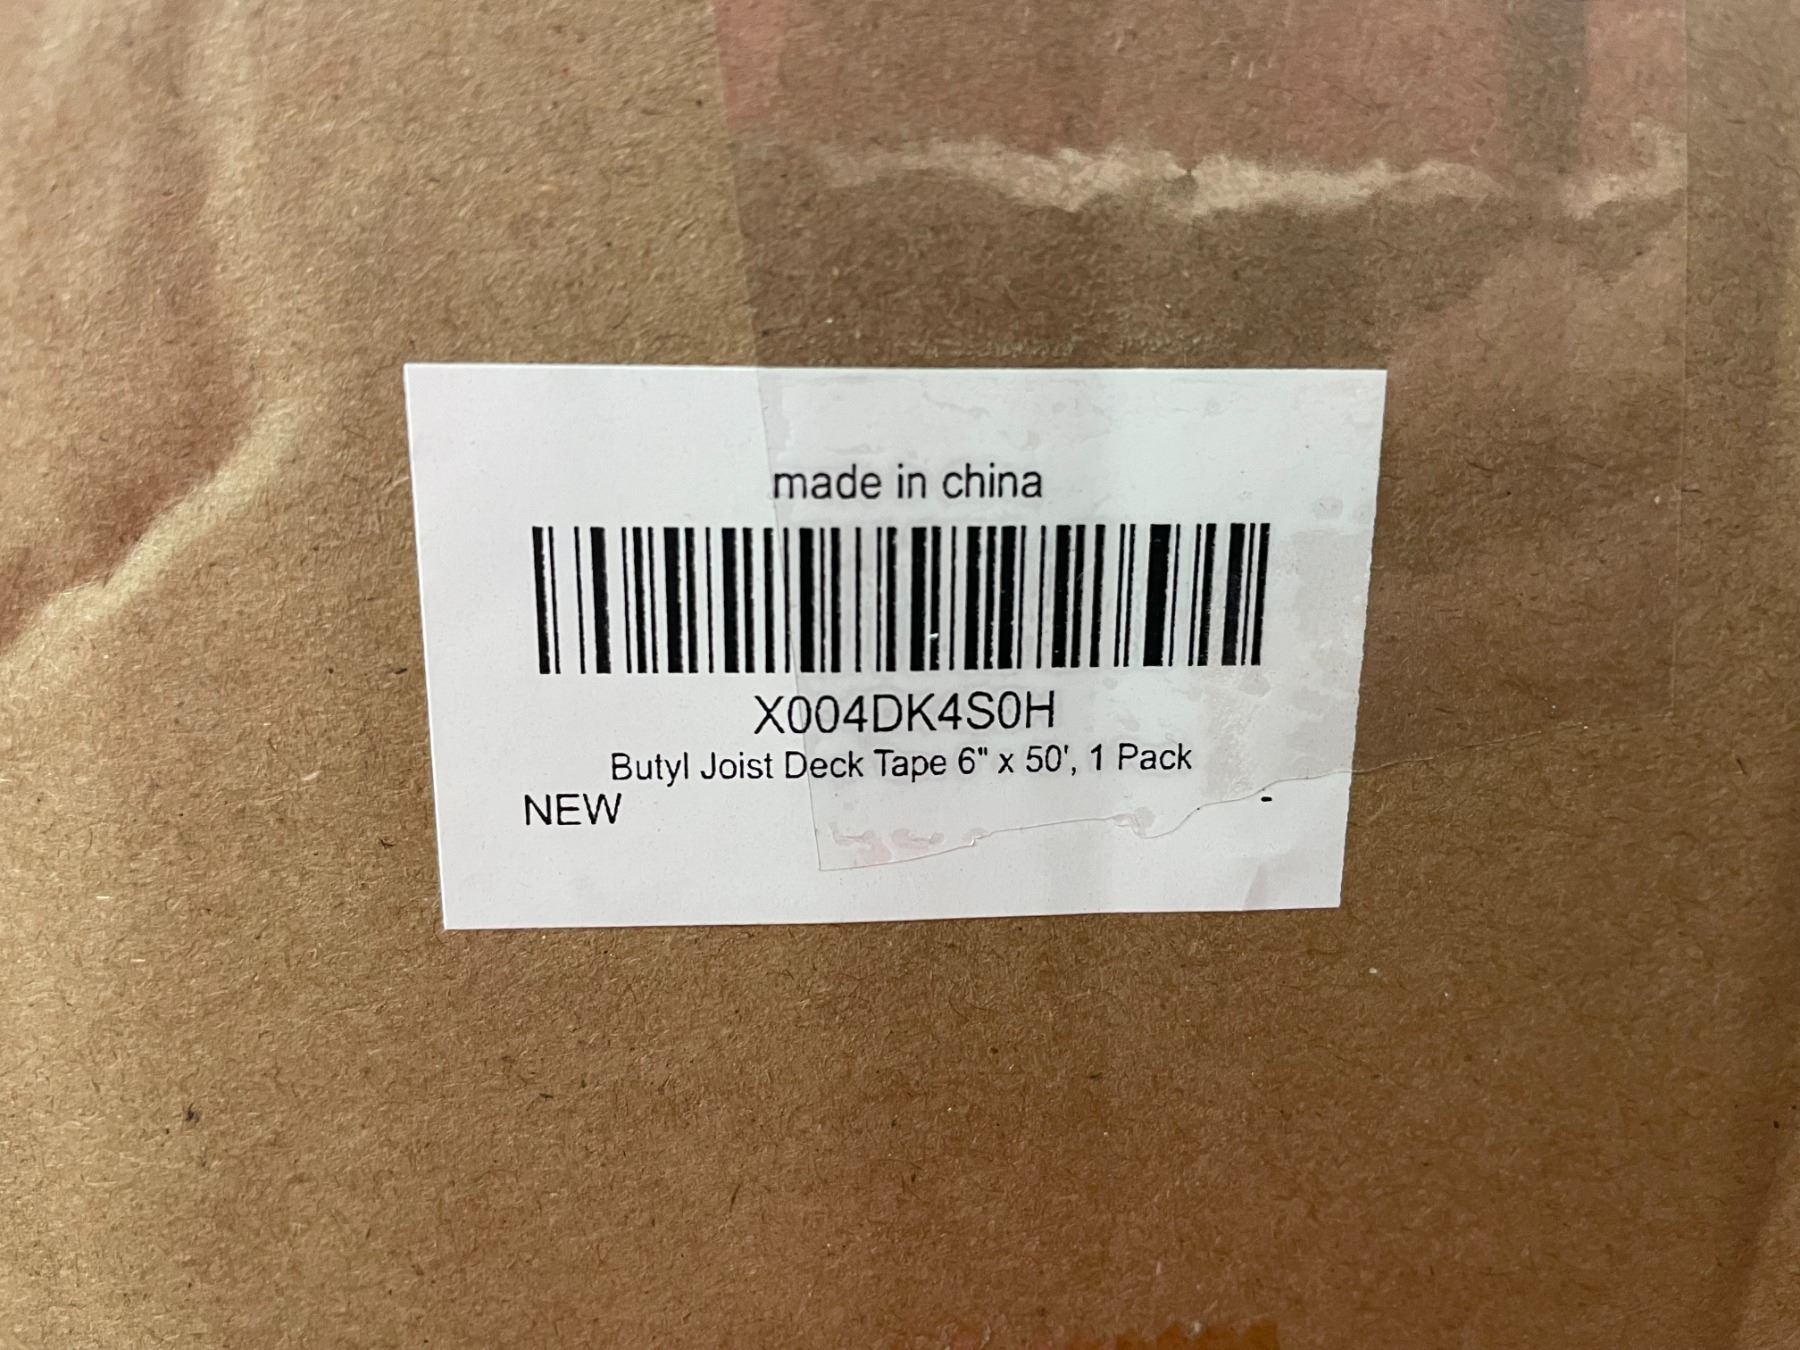 made in china
X004DK4S0H
Butyl Joist Deck Tape 6" x 50', 1 Pack
NEW
-